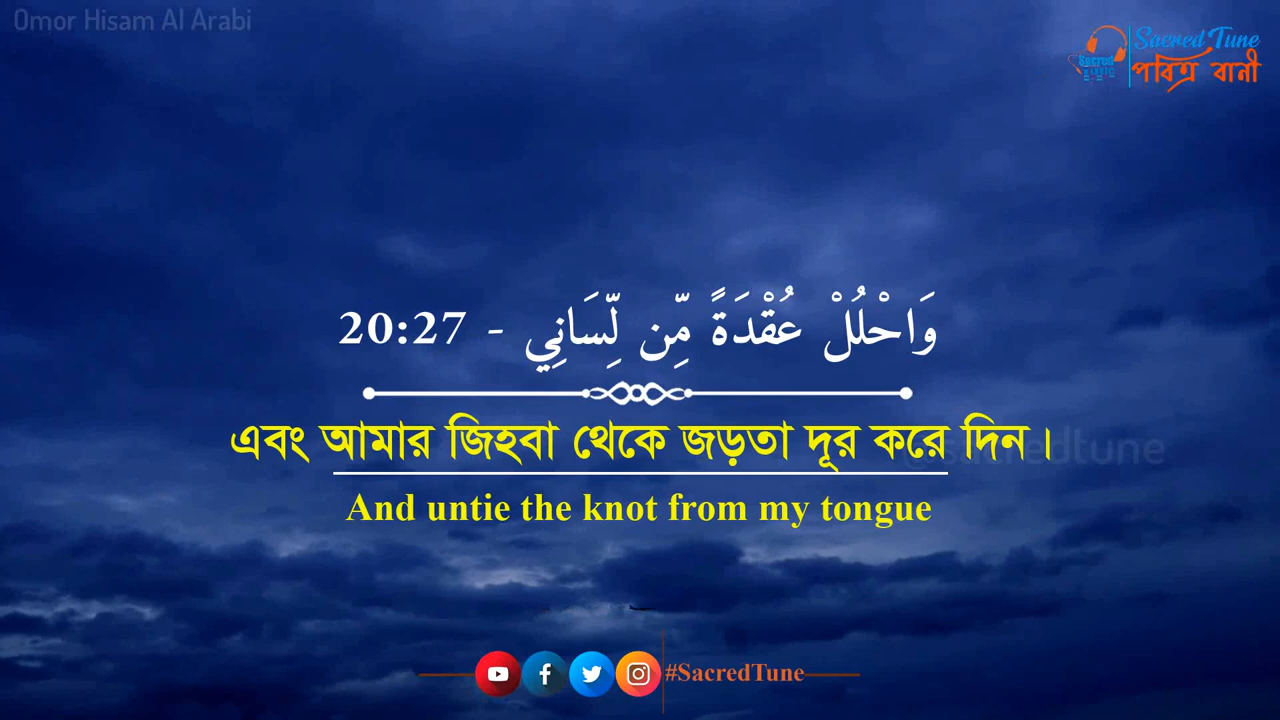 Omor Hisam Al Arabi
Sacred Tune
পবিত্র বানী
وَاحْلُلْ عُقْدَةً مِّن لِّسَانِي - 20:27
এবং আমার জিহবা থেকে জড়তা দূর করে দিন।
@sacredtune
And untie the knot from my tongue
#SacredTune